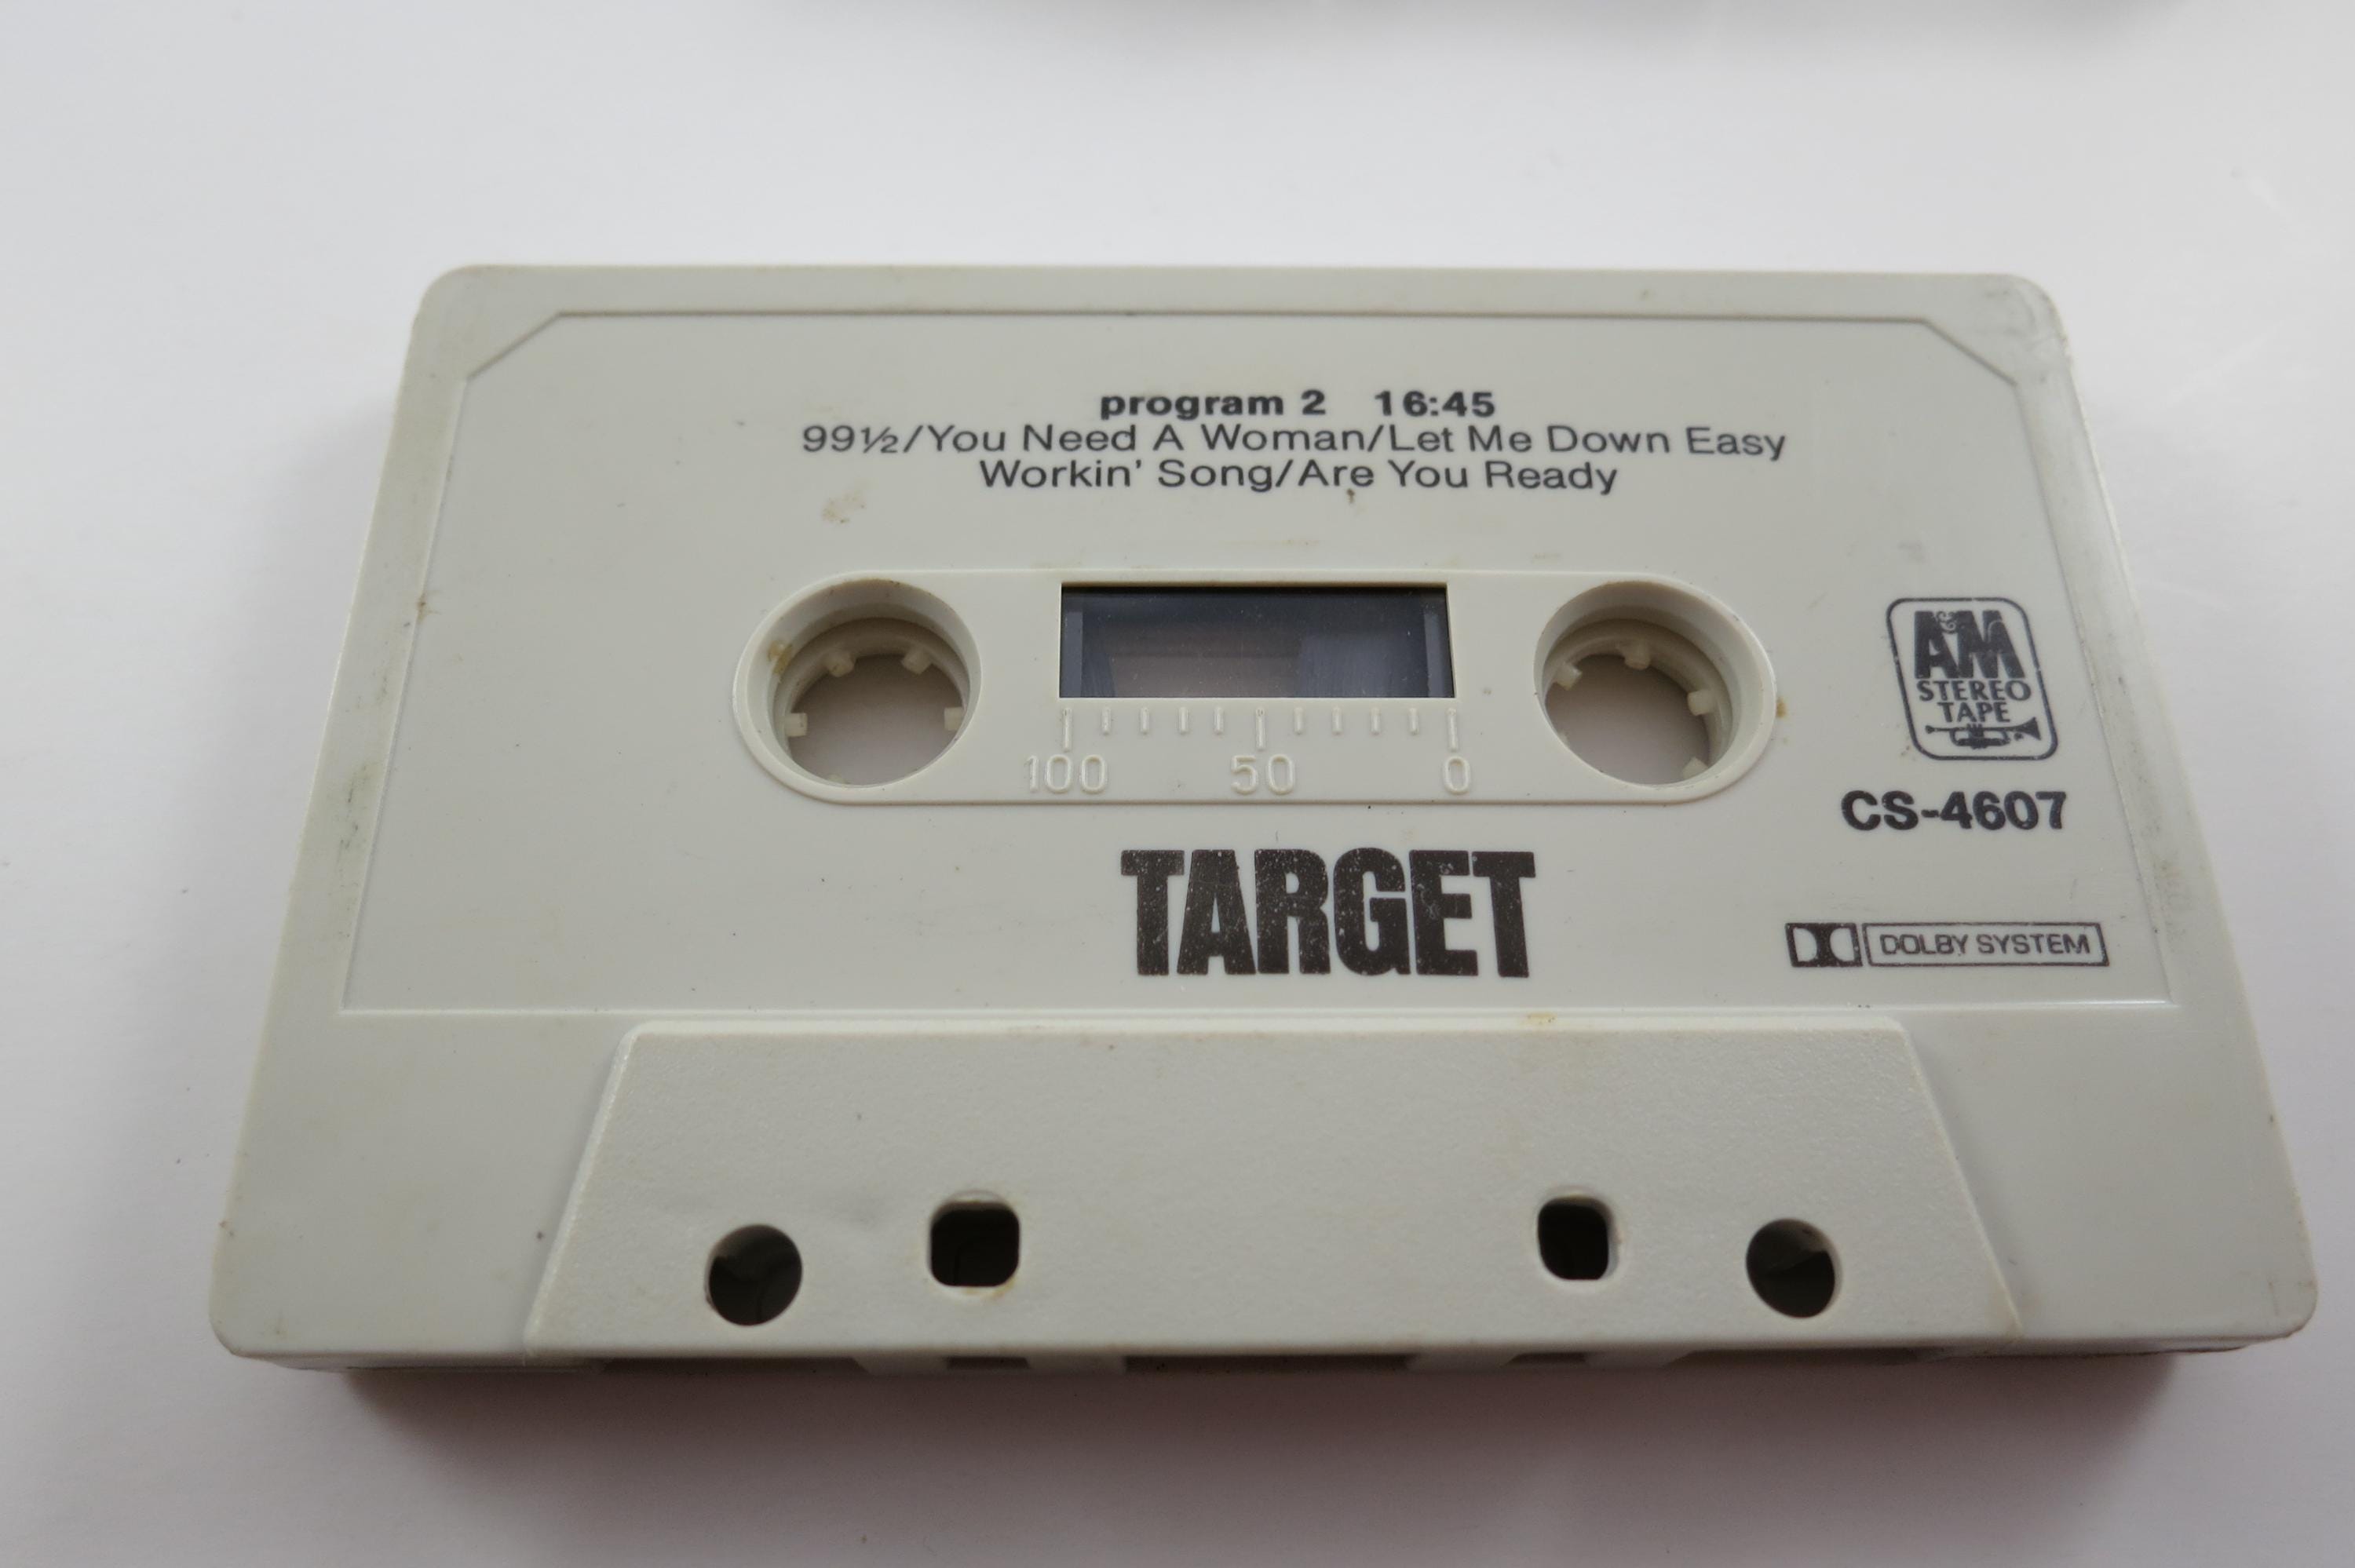 program 2 16:45
99½/You Need A Woman/Let Me Down Easy
Workin' Song/Are You Ready
A&M
STEREO
TAPE
100 50 0
CS-4607
TARGET
DOLBY SYSTEM